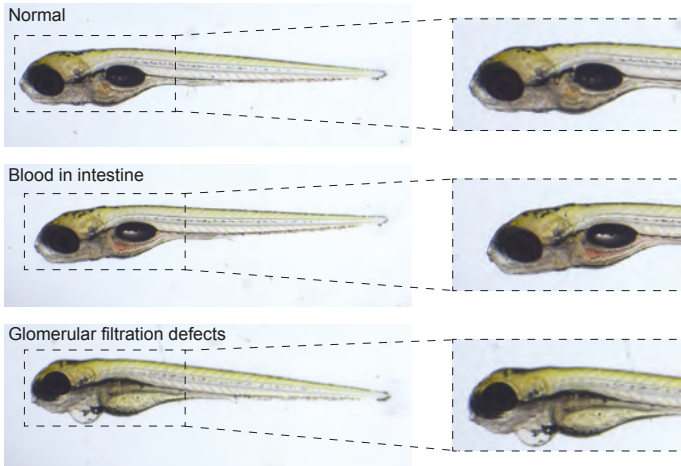 Normal
Blood in intestine
Glomerular filtration defects